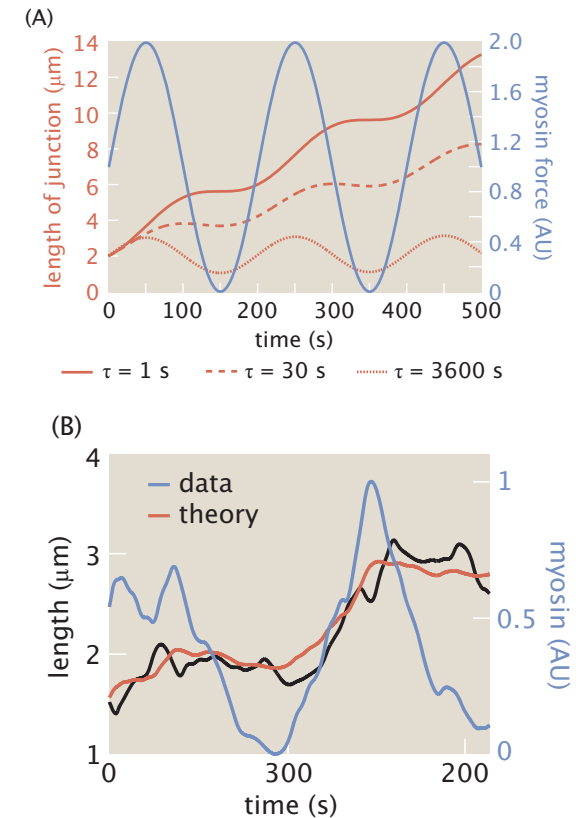 (A)
length of junction (μm)
14
12
10
8
6
4
2
0
2.0
1.6
1.2
0.8
0.4
0
myosin force (AU)
0 100 200 300 400 500
time (s)
τ = 1 s τ = 30 s τ = 3600 s
(B)
length (μm)
4
3
2
1
data
theory
1
0.5
0
myosin (AU)
0 300 200
time (s)